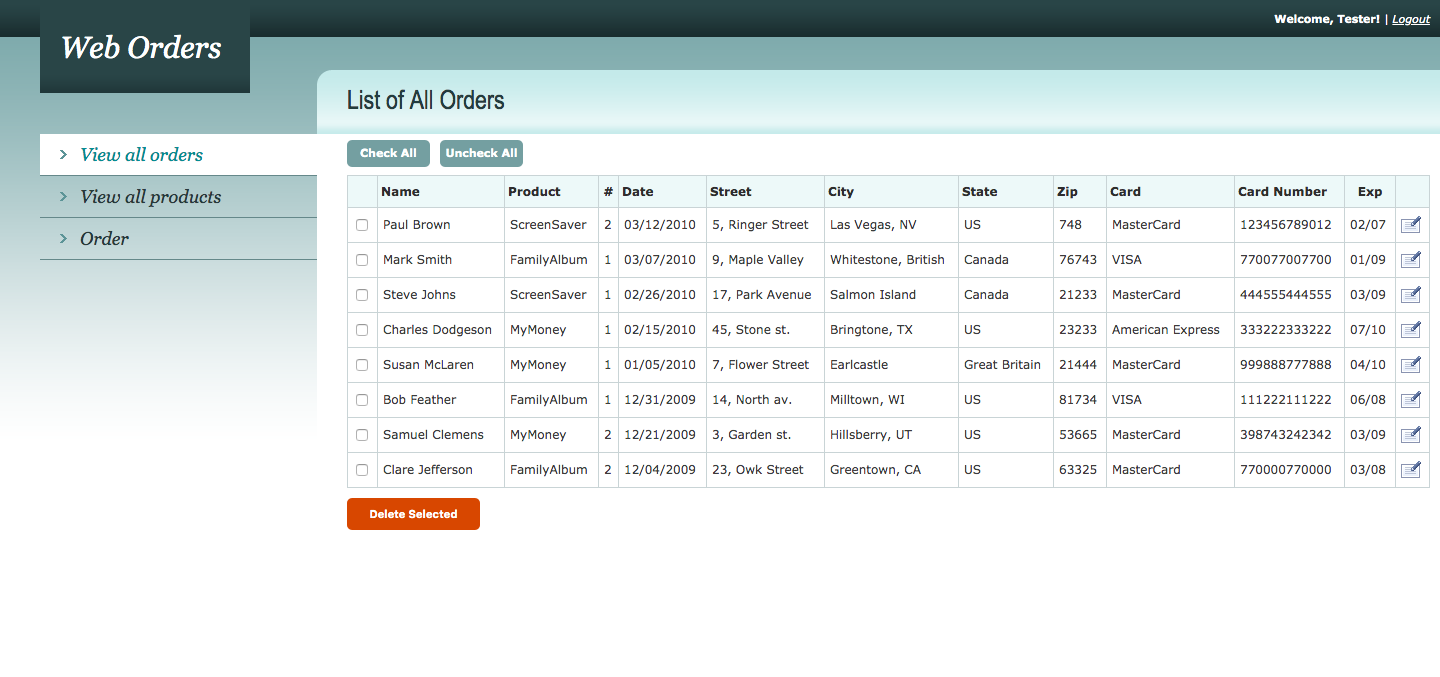 Welcome, Tester! | Logout
Web Orders
List of All Orders
View all orders
View all products
Order
Check All Uncheck All
Name Product # Date Street City State Zip Card Card Number Exp
Paul Brown ScreenSaver 2 03/12/2010 5, Ringer Street Las Vegas, NV US 748 MasterCard 123456789012 02/07
Mark Smith FamilyAlbum 1 03/07/2010 9, Maple Valley Whitestone, British Canada 76743 VISA 770077007700 01/09
Steve Johns ScreenSaver 1 02/26/2010 17, Park Avenue Salmon Island Canada 21233 MasterCard 444555444555 03/09
Charles Dodgeson MyMoney 1 02/15/2010 45, Stone st. Bringtone, TX US 23233 American Express 333222333222 07/10
Susan McLaren MyMoney 1 01/05/2010 7, Flower Street Earlcastle Great Britain 21444 MasterCard 999888777888 04/10
Bob Feather FamilyAlbum 1 12/31/2009 14, North av. Milltown, WI US 81734 VISA 111222111222 06/08
Samuel Clemens MyMoney 2 12/21/2009 3, Garden st. Hillsberry, UT US 53665 MasterCard 398743242342 03/09
Clare Jefferson FamilyAlbum 2 12/04/2009 23, Owk Street Greentown, CA US 63325 MasterCard 770000770000 03/08
Delete Selected